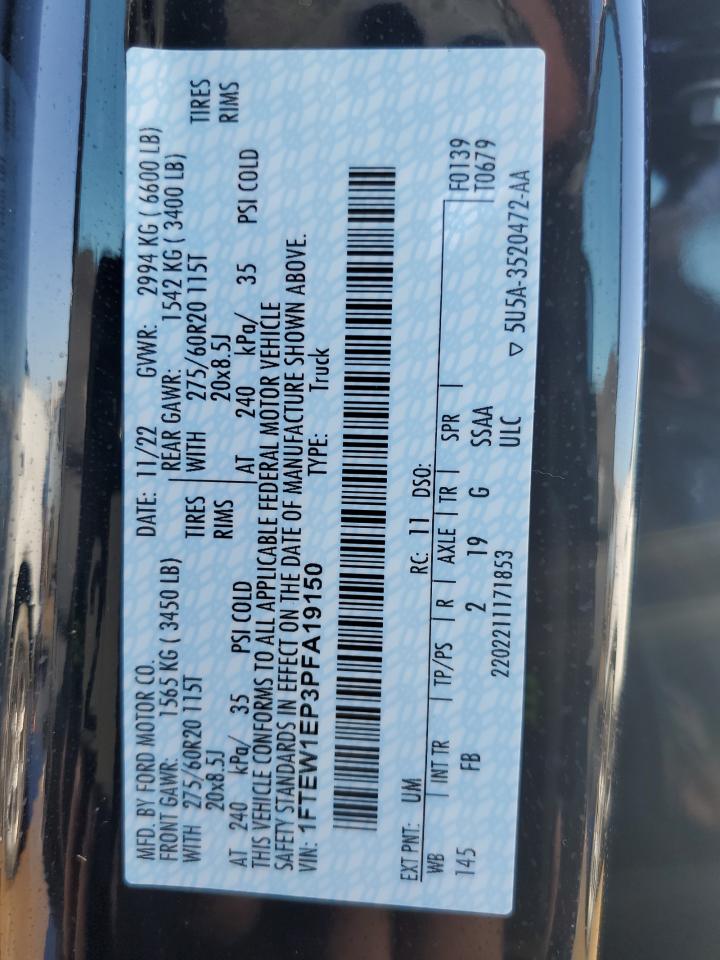 MFD. BY FORD MOTOR CO. DATE: 11/22 GVWR: 2994 KG ( 6600 LB)
FRONT GAWR: 1565 KG ( 3450 LB) REAR GAWR: 1542 KG ( 3400 LB)
WITH 275/60R20 115T TIRES WITH 275/60R20 115T TIRES
20x8.5J RIMS 20x8.5J RIMS
AT 240 kPa/ 35 PSI COLD AT 240 kPa/ 35 PSI COLD
THIS VEHICLE CONFORMS TO ALL APPLICABLE FEDERAL MOTOR VEHICLE
SAFETY STANDARDS IN EFFECT ON THE DATE OF MANUFACTURE SHOWN ABOVE.
VIN: 1FTEW1EP3PFA19150 TYPE: Truck
EXT PNT: UM RC: 11 DSO: F0139
WB | INT TR | TP/PS | R | AXLE | TR | SPR | T0679
145 FB 2 19 G SSAA
2202211171853 ULC ▽ 5U5A-3520472-AA